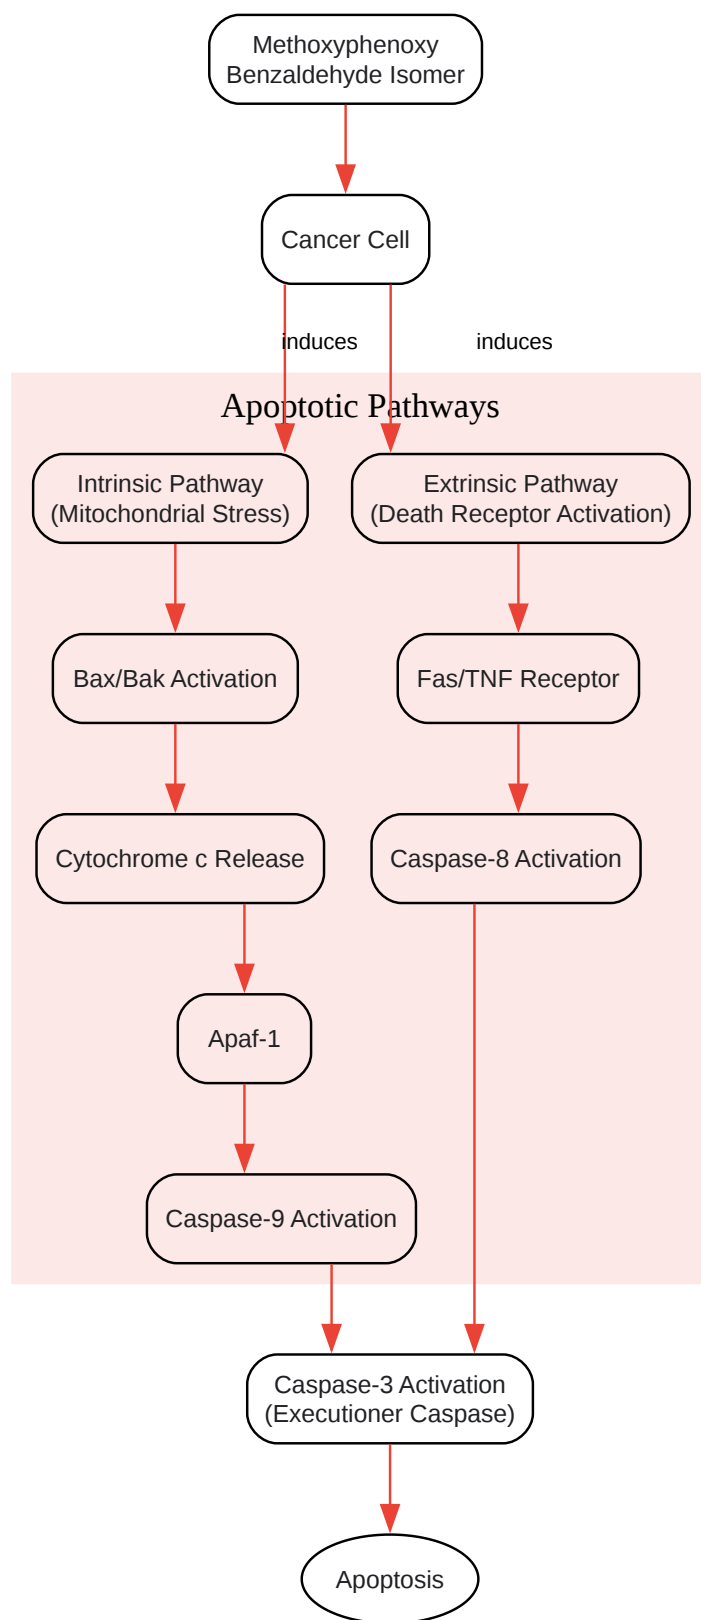 Methoxyphenoxy
Benzaldehyde Isomer
Cancer Cell
induces
induces
Apoptotic Pathways
Intrinsic Pathway
(Mitochondrial Stress)
Extrinsic Pathway
(Death Receptor Activation)
Bax/Bak Activation
Fas/TNF Receptor
Cytochrome c Release
Caspase-8 Activation
Apaf-1
Caspase-9 Activation
Caspase-3 Activation
(Executioner Caspase)
Apoptosis